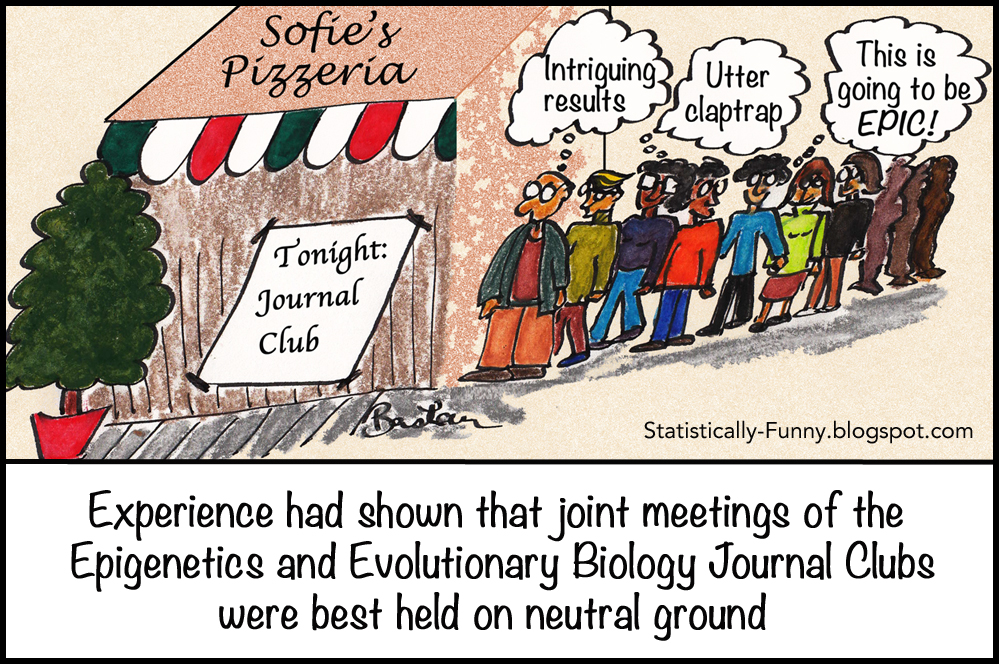 Sofie's
Pizzeria
Intriguing
results
Utter
claptrap
This is
going to be
EPIC!
Tonight:
Journal
Club
Bastian
Statistically-Funny.blogspot.com
Experience had shown that joint meetings of the
Epigenetics and Evolutionary Biology Journal Clubs
were best held on neutral ground